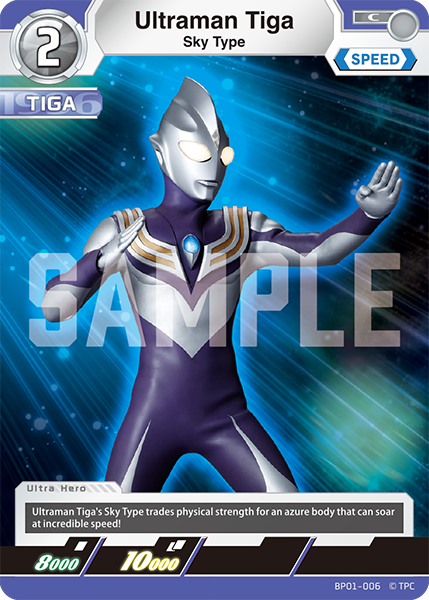 Ultraman Tiga
Sky Type
C
2
SPEED
TIGA
SAMPLE
Ultra Hero
Ultraman Tiga's Sky Type trades physical strength for an azure body that can soar
at incredible speed!
8000
10000
BP01-006 © TPC